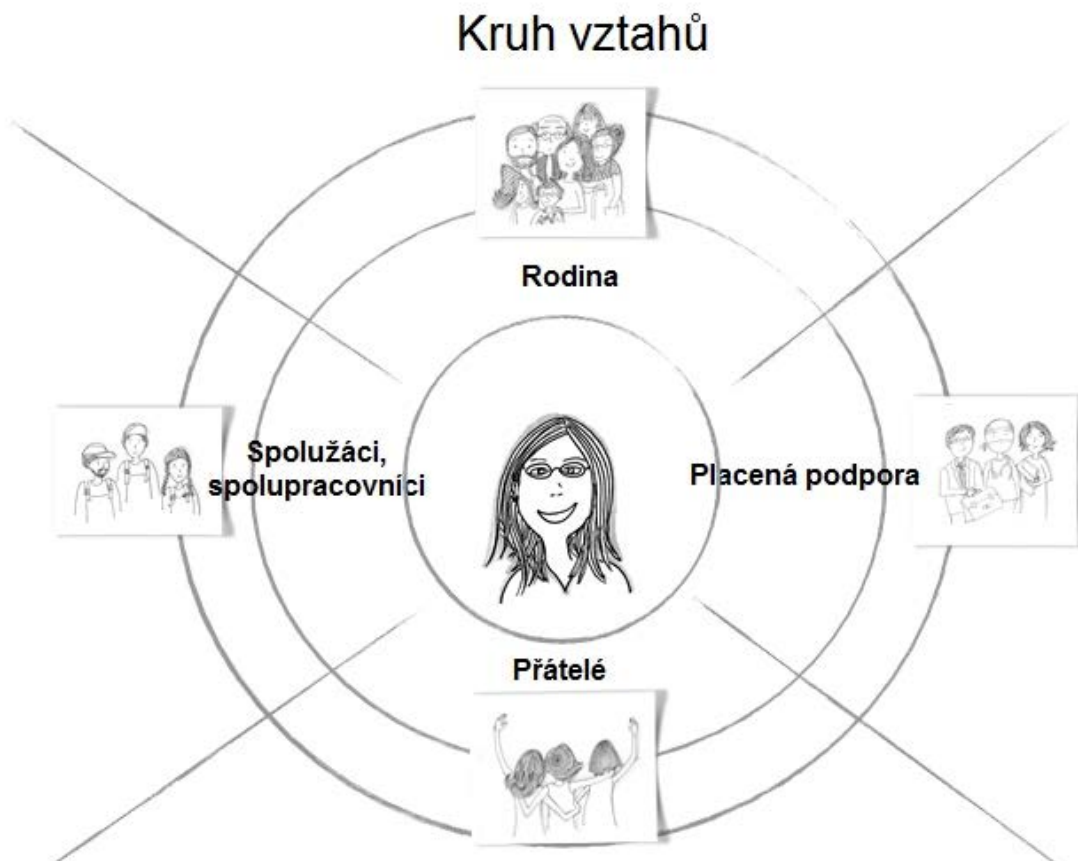 Kruh vztahů
Rodina
Spolužáci,
spolupracovníci
Placená podpora
Přátelé